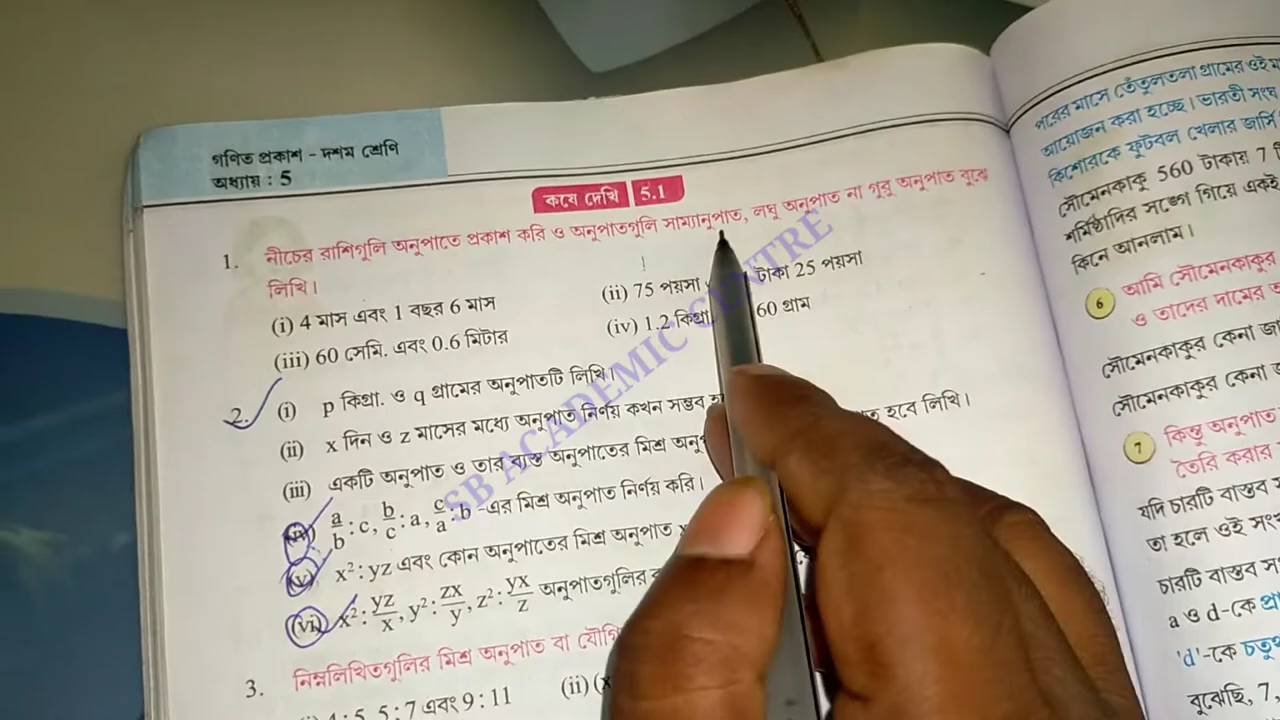 গণিত প্রকাশ - দশম শ্রেণি
অধ্যায় : 5
কষে দেখি 5.1
1. নীচের রাশিগুলি অনুপাতে প্রকাশ করি ও অনুপাতগুলি সাম্যানুপাত, লঘু অনুপাত না গুরু অনুপাত বুঝে
লিখি।
(i) 4 মাস এবং 1 বছর 6 মাস (ii) 75 পয়সা টাকা 25 পয়সা
(iii) 60 সেমি. এবং 0.6 মিটার (iv) 1.2 কিগ্রা. 60 গ্রাম
2. (i) p কিগ্রা. ও q গ্রামের অনুপাতটি লিখি।
(ii) x দিন ও z মাসের মধ্যে অনুপাত নির্ণয় কখন সম্ভব হবে লিখি।
(iii) একটি অনুপাত ও তার ব্যস্ত অনুপাতের মিশ্র
(iv) a/b : c, b/c : a, c/a : b -এর মিশ্র অনুপাত নির্ণয় করি।
(v) x² : yz এবং কোন অনুপাতের মিশ্র অনুপাত
(vi) x² : yz/x, y² : zx/y, z² : yx/z অনুপাতগুলির
3. নিম্নলিখিতগুলির মিশ্র অনুপাত বা
4 : 5, 5 : 7 এবং 9 : 11 (ii)
SB ACADEMIC CENTRE
পরের মাসে তেঁতুলতলা গ্রামের ওই
আয়োজন করা হচ্ছে। ভারতী সংঘ
কিশোরকে ফুটবল খেলার জার্সি
সৌমেনকাকু 560 টাকায় 7
শর্মিষ্ঠাদির সঙ্গে গিয়ে একই
কিনে আনলাম।
6 আমি সৌমেনকাকুর
ও তাদের দামের
সৌমেনকাকুর কেনা
সৌমেনকাকুর কেনা
7 কিন্তু অনুপাত
তৈরি করার
যদি চারটি বাস্তব
তা হলে ওই
চারটি বাস্তব
a ও d-কে
'd'-কে
বুঝেছি, 7,